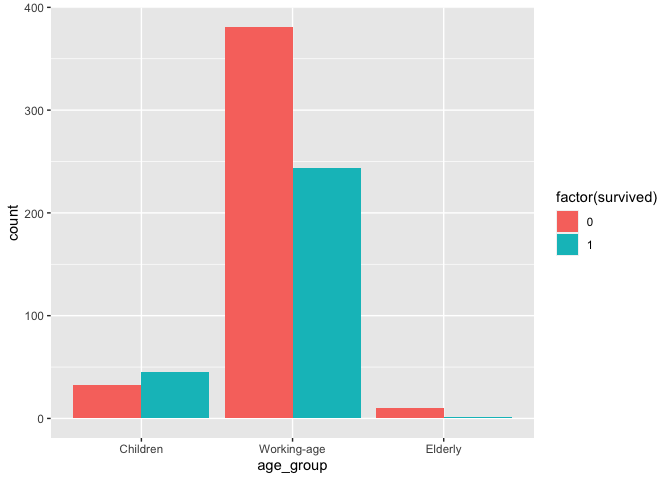 400
300
200
100
0
count
Children
Working-age
Elderly
age_group
factor(survived)
0
1